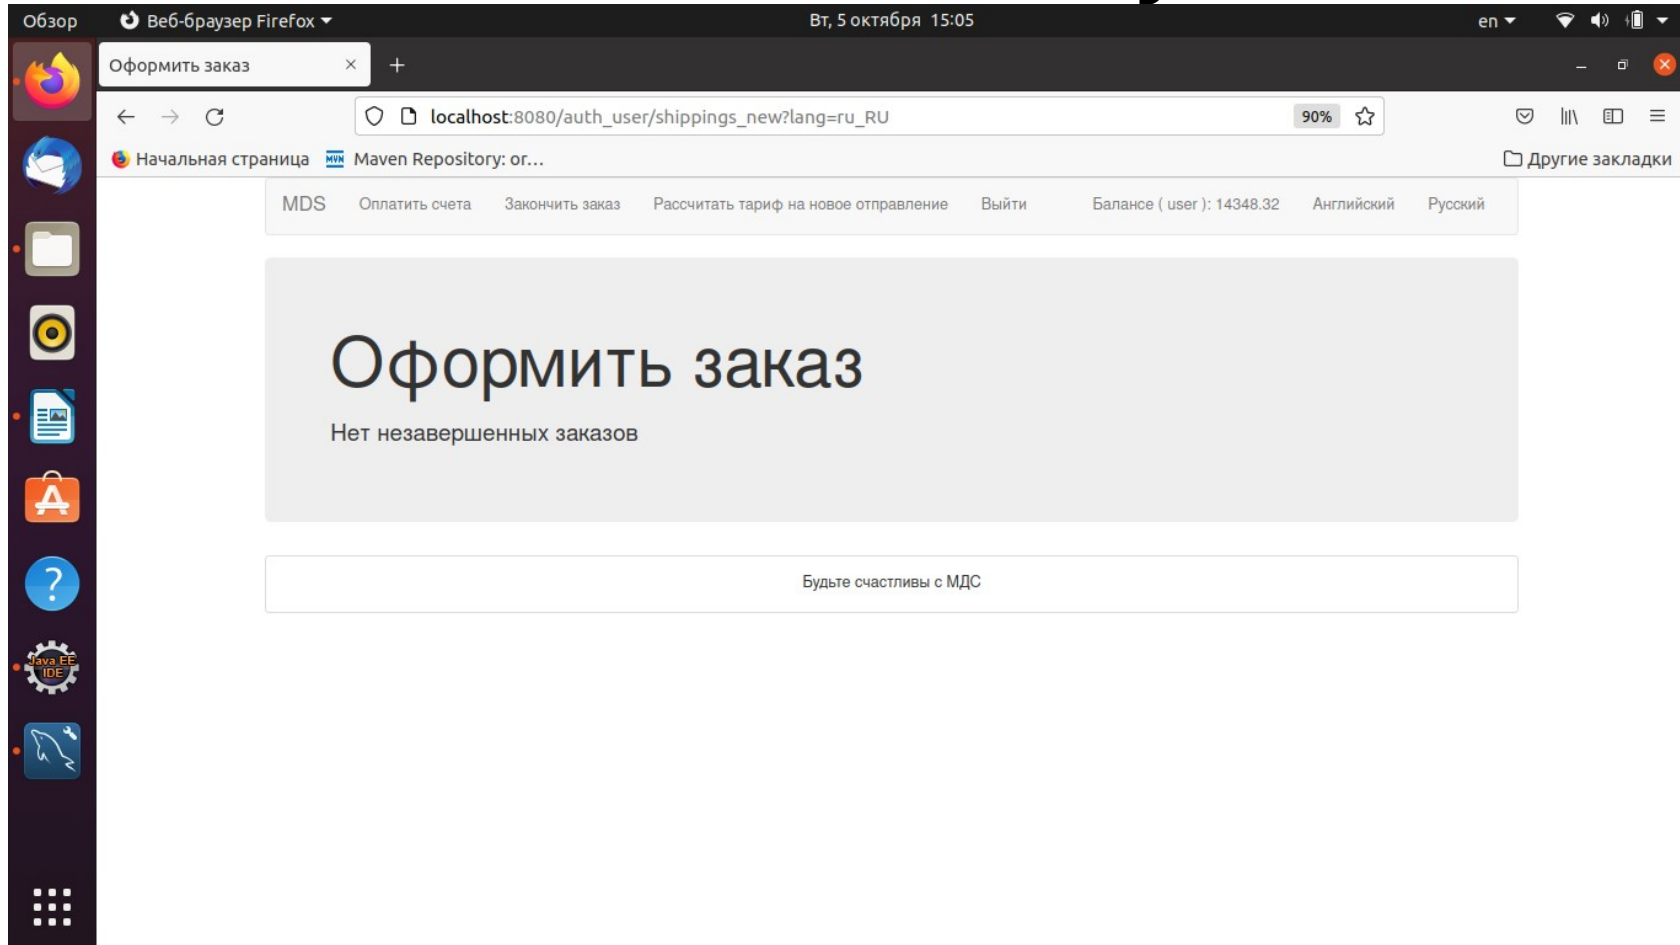 Обзор Веб-браузер Firefox Вт, 5 октября 15:05 en
Оформить заказ
localhost:8080/auth_user/shippings_new?lang=ru_RU 90%
Начальная страница Maven Repository: or... Другие закладки
MDS Оплатить счета Закончить заказ Рассчитать тариф на новое отправление Выйти Балансе ( user ): 14348.32 Английский Русский
Оформить заказ
Нет незавершенных заказов
Будьте счастливы с МДС
Java EE
IDE